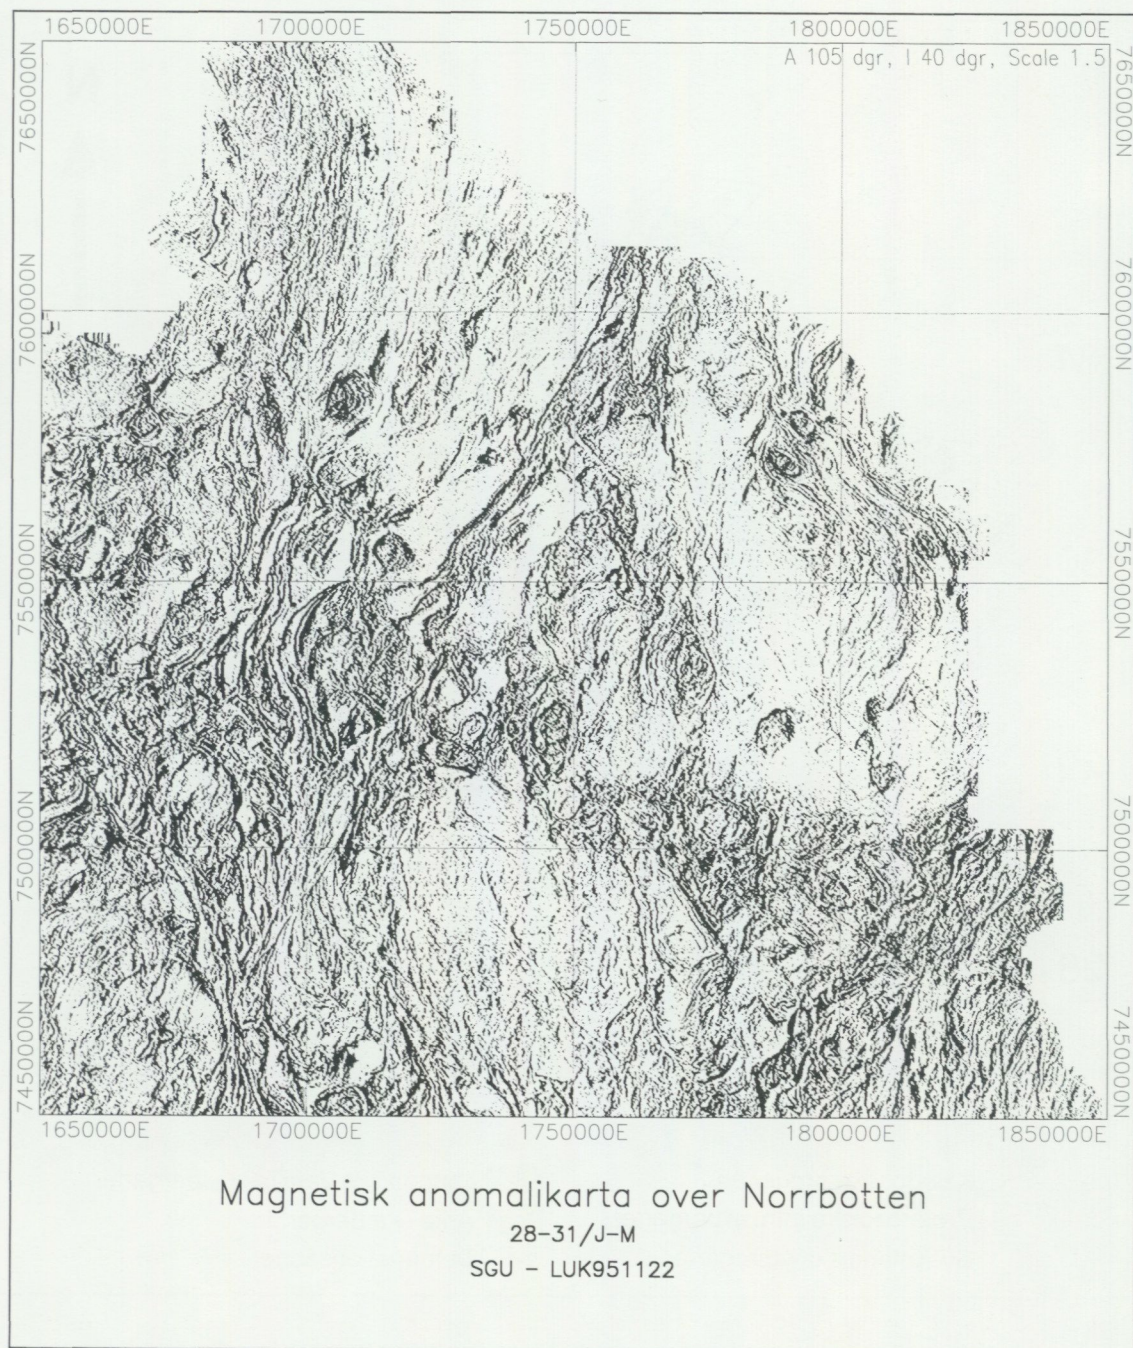 1650000E 1700000E 1750000E 1800000E 1850000E
A 105 dgr, I 40 dgr, Scale 1.5
7650000N 7650000N
7600000N 7600000N
7550000N 7550000N
7500000N 7500000N
7450000N 7450000N
1650000E 1700000E 1750000E 1800000E 1850000E
Magnetisk anomalikarta over Norrbotten
28-31/J-M
SGU - LUK951122